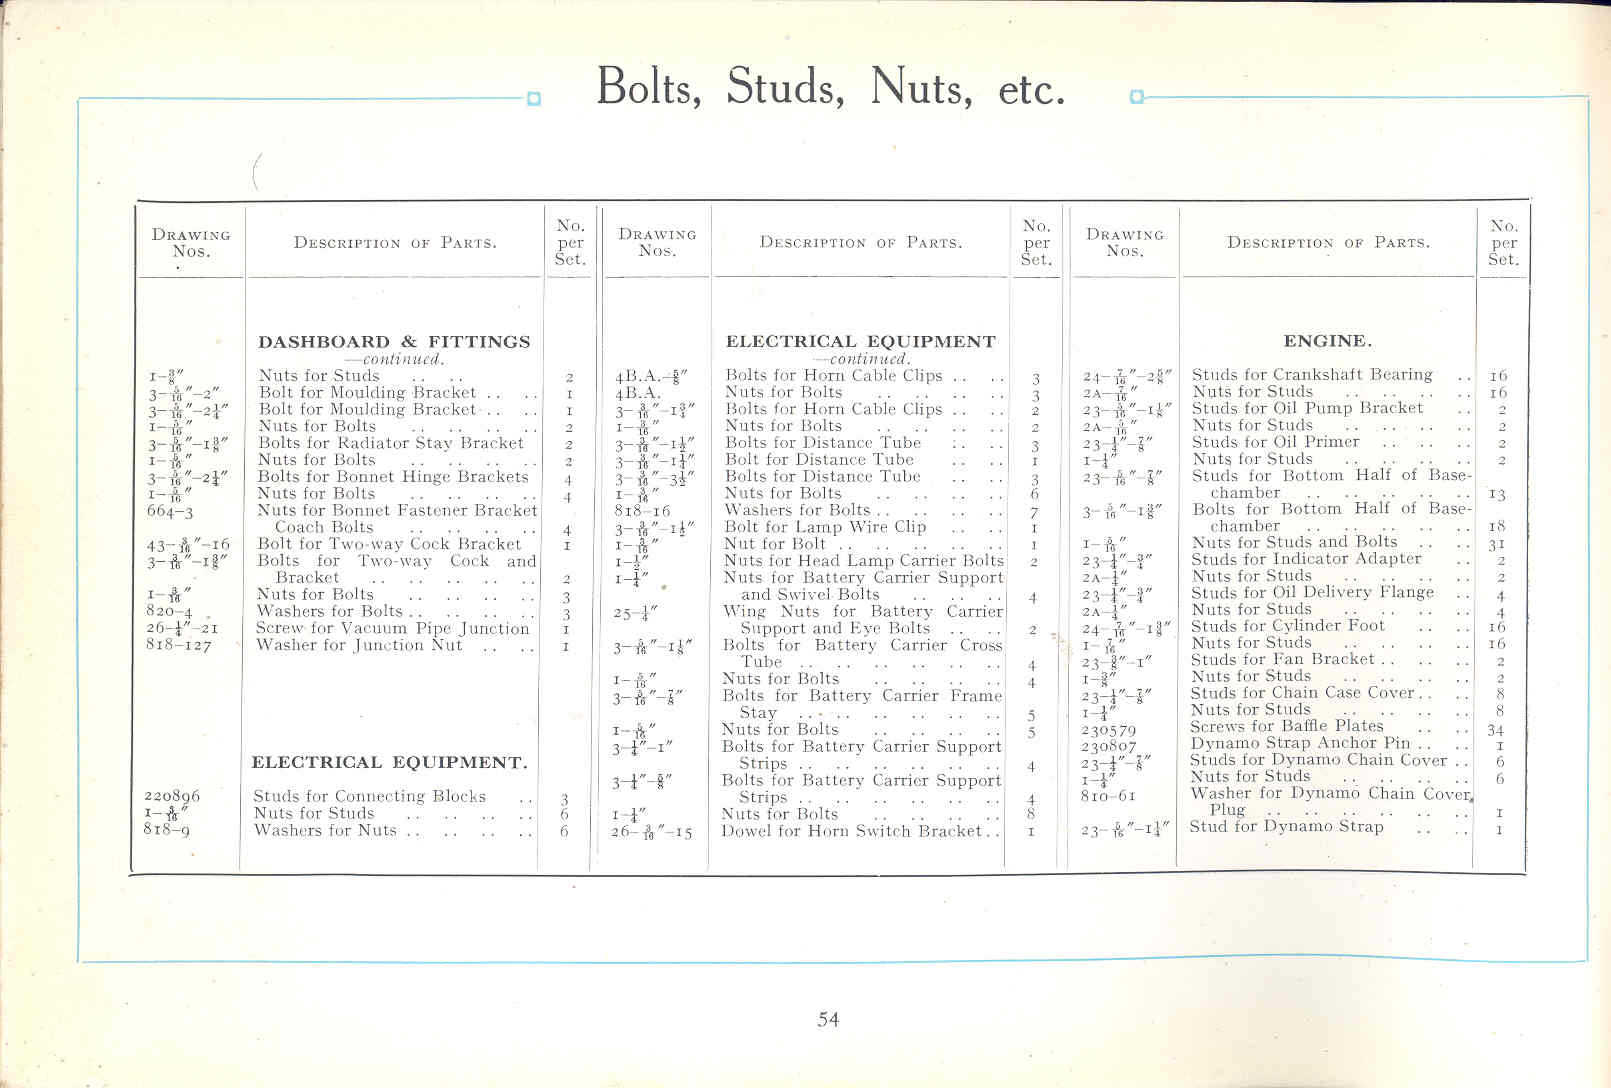 Bolts, Studs, Nuts, etc.
DRAWING NOS. DESCRIPTION OF PARTS. No. per Set.
DASHBOARD & FITTINGS
—continued.
1–⅜″ Nuts for Studs .. .. 2
3–5/16″–2″ Bolt for Moulding Bracket .. .. 1
3–5/16″–2¼″ Bolt for Moulding Bracket .. .. 1
1–5/16″ Nuts for Bolts .. .. .. .. 2
3–5/16″–1⅜″ Bolts for Radiator Stay Bracket 2
1–5/16″ Nuts for Bolts .. .. .. .. 2
3–5/16″–2¼″ Bolts for Bonnet Hinge Brackets 4
1–5/16″ Nuts for Bolts .. .. .. .. 4
664–3 Nuts for Bonnet Fastener Bracket
Coach Bolts .. .. .. .. 4
43–3/16″–16 Bolt for Two-way Cock Bracket 1
3–3/16″–1⅜″ Bolts for Two-way Cock and
Bracket .. .. .. .. .. 2
1–3/16″ Nuts for Bolts .. .. .. .. 3
820–4 Washers for Bolts .. .. .. .. 3
26–¼″–21 Screw for Vacuum Pipe Junction 1
818–127 Washer for Junction Nut .. .. 1
ELECTRICAL EQUIPMENT.
220896 Studs for Connecting Blocks .. 3
1–3/16″ Nuts for Studs .. .. .. .. 6
818–9 Washers for Nuts .. .. .. .. 6
DRAWING NOS. DESCRIPTION OF PARTS. No. per Set.
ELECTRICAL EQUIPMENT
—continued.
4B.A.–⅝″ Bolts for Horn Cable Clips .. .. 3
4B.A. Nuts for Bolts .. .. .. .. 3
3–3/16″–1¾″ Bolts for Horn Cable Clips .. .. 2
1–3/16″ Nuts for Bolts .. .. .. .. 2
3–3/16″–1½″ Bolts for Distance Tube .. .. 3
3–3/16″–1¼″ Bolt for Distance Tube .. .. 1
3–3/16″–3½″ Bolts for Distance Tube .. .. 3
1–3/16″ Nuts for Bolts .. .. .. .. 6
818–16 Washers for Bolts .. .. .. .. 7
3–3/16″–1½″ Bolt for Lamp Wire Clip .. .. 1
1–3/16″ Nut for Bolt .. .. .. .. .. 1
1–½″ Nuts for Head Lamp Carrier Bolts 2
1–¼″ Nuts for Battery Carrier Support
and Swivel Bolts .. .. .. 4
25–¼″ Wing Nuts for Battery Carrier
Support and Eye Bolts .. .. 2
3–5/16″–1⅛″ Bolts for Battery Carrier Cross
Tube .. .. .. .. .. .. 4
1–5/16″ Nuts for Bolts .. .. .. .. 4
3–5/16″–⅞″ Bolts for Battery Carrier Frame
Stay .. .. .. .. .. .. 5
1–5/16″ Nuts for Bolts .. .. .. .. 5
3–¼″–1″ Bolts for Battery Carrier Support
Strips .. .. .. .. .. .. 4
3–¼″–⅝″ Bolts for Battery Carrier Support
Strips .. .. .. .. .. .. 4
1–¼″ Nuts for Bolts .. .. .. .. 8
26–3/16″–15 Dowel for Horn Switch Bracket .. 1
DRAWING NOS. DESCRIPTION OF PARTS. No. per Set.
ENGINE.
24–7/16″–2⅝″ Studs for Crankshaft Bearing .. 16
2A–7/16″ Nuts for Studs .. .. .. .. 16
23–5/16″–1⅛″ Studs for Oil Pump Bracket .. 2
2A–5/16″ Nuts for Studs .. .. .. .. 2
23–¼″–⅞″ Studs for Oil Primer .. .. .. 2
1–¼″ Nuts for Studs .. .. .. .. 2
23–5/16″–⅞″ Studs for Bottom Half of Base-
chamber .. .. .. .. .. 13
3–5/16″–1⅜″ Bolts for Bottom Half of Base-
chamber .. .. .. .. .. 18
1–5/16″ Nuts for Studs and Bolts .. .. 31
23–¼″–¾″ Studs for Indicator Adapter .. 2
2A–¼″ Nuts for Studs .. .. .. .. 2
23–¼″–¾″ Studs for Oil Delivery Flange .. 4
2A–¼″ Nuts for Studs .. .. .. .. 4
24–7/16″–1⅜″ Studs for Cylinder Foot .. .. 16
1–7/16″ Nuts for Studs .. .. .. .. 16
23–⅜″–1″ Studs for Fan Bracket .. .. .. 2
1–⅜″ Nuts for Studs .. .. .. .. 2
23–¼″–⅞″ Studs for Chain Case Cover .. .. 8
1–¼″ Nuts for Studs .. .. .. .. 8
230579 Screws for Baffle Plates .. .. 34
230807 Dynamo Strap Anchor Pin .. .. 1
23–¼″–⅞″ Studs for Dynamo Chain Cover .. 6
1–¼″ Nuts for Studs .. .. .. .. 6
810–61 Washer for Dynamo Chain Cover
Plug .. .. .. .. .. .. 1
23–5/16″–1¼″ Stud for Dynamo Strap .. .. 1
54